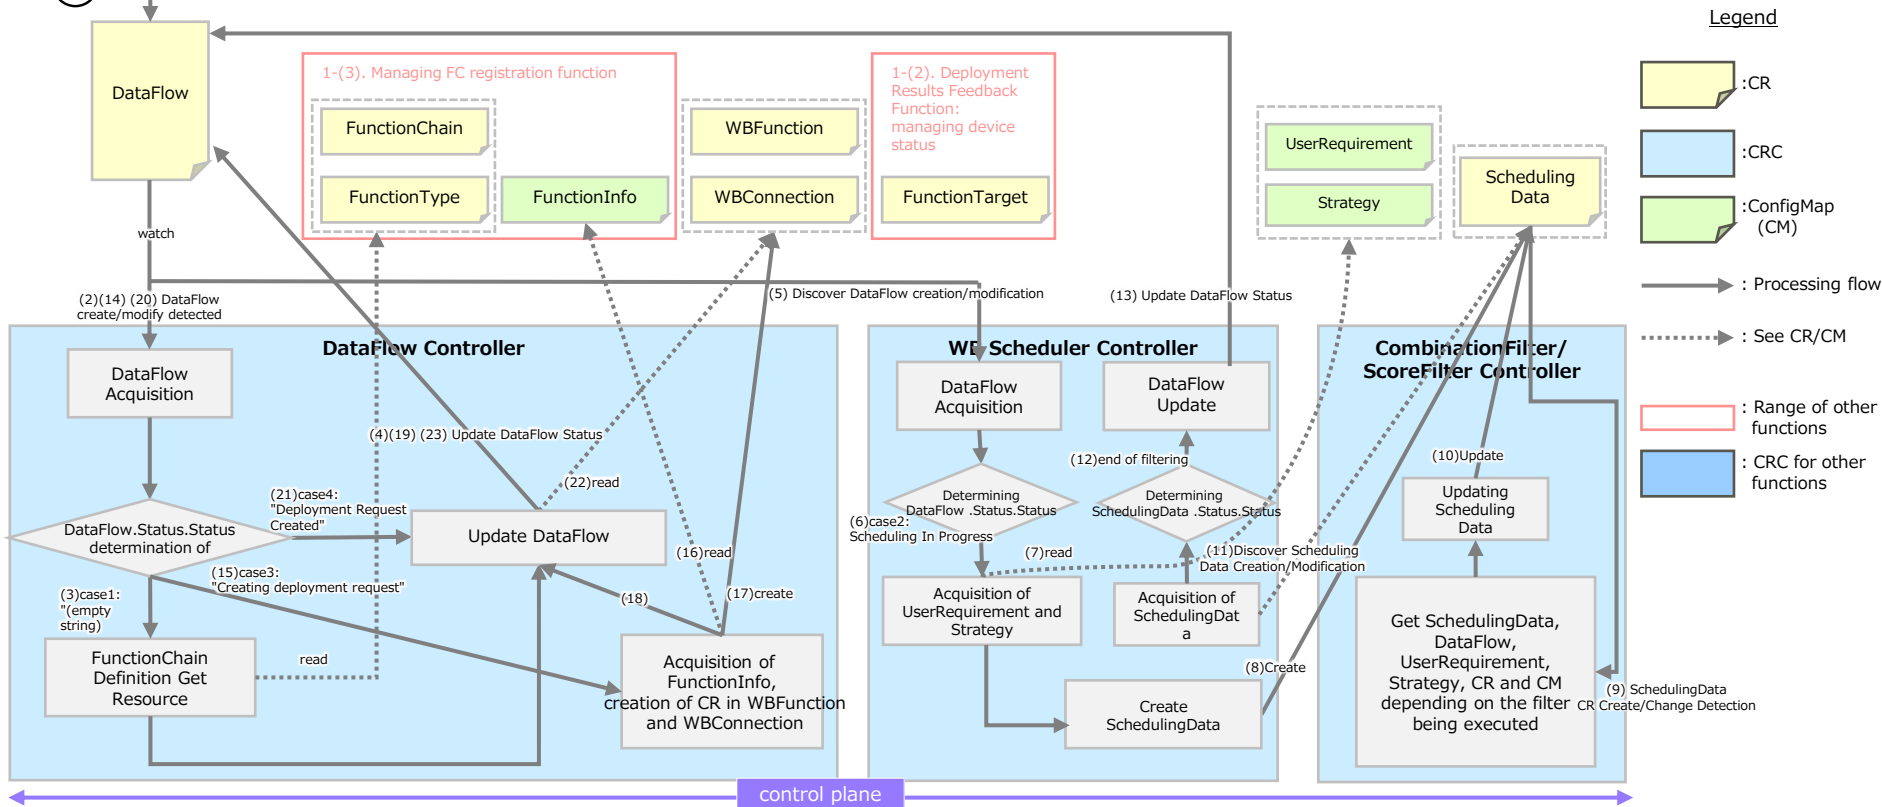 Legend
:CR
:CRC
:ConfigMap
(CM)
: Processing flow
: See CR/CM
: Range of other
functions
: CRC for other
functions
DataFlow
1-(3). Managing FC registration function
FunctionChain
FunctionType
FunctionInfo
WBFunction
WBConnection
1-(2). Deployment
Results Feedback
Function:
managing device
status
FunctionTarget
UserRequirement
Strategy
Scheduling
Data
watch
(2)(14) (20) DataFlow
create/modify detected
(5) Discover DataFlow creation/modification
(13) Update DataFlow Status
DataFlow Controller
DataFlow
Acquisition
(4)(19) (23) Update DataFlow Status
(22)read
(21)case4:
"Deployment Request
Created"
DataFlow.Status.Status
determination of
Update DataFlow
(16)read
(15)case3:
"Creating deployment request"
(3)case1:
"(empty
string)
(18)
(17)create
FunctionChain
Definition Get
Resource
read
Acquisition of
FunctionInfo,
creation of CR in WBFunction
and WBConnection
WB Scheduler Controller
DataFlow
Acquisition
DataFlow
Update
(12)end of filtering
Determining
DataFlow .Status.Status
Determining
SchedulingData .Status.Status
(6)case2:
Scheduling In Progress
(7)read
(11)Discover Scheduling
Data Creation/Modification
Acquisition of
UserRequirement and
Strategy
Acquisition of
SchedulingDat
a
(8)Create
Create
SchedulingData
CombinationFilter/
ScoreFilter Controller
(10)Update
Updating
Scheduling
Data
Get SchedulingData,
DataFlow,
UserRequirement,
Strategy, CR and CM
depending on the filter
being executed
(9) SchedulingData
CR Create/Change Detection
control plane